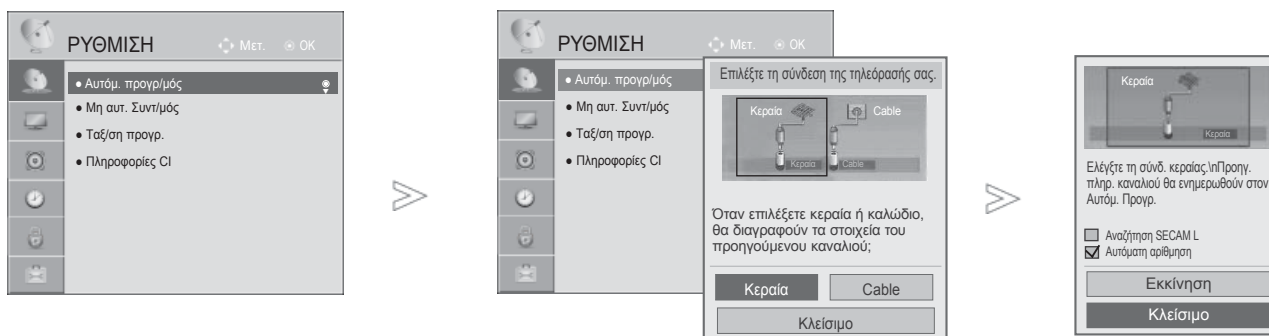 ΡΥΘΜΙΣΗ
Μετ. OK
● Αυτόμ. προγρ/μός
● Μη αυτ. Συντ/μός
● Ταξ/ση προγρ.
● Πληροφορίες CI
ΡΥΘΜΙΣΗ
Μετ. OK
● Αυτόμ. προγρ/μός
● Μη αυτ. Συντ/μός
● Ταξ/ση προγρ.
● Πληροφορίες CI
Επιλέξτε τη σύνδεση της τηλεόρασής σας.
Κεραία
Cable
Κεραία
Cable
Όταν επιλέξετε κεραία ή καλώδιο,
θα διαγραφούν τα στοιχεία του
προηγούμενου καναλιού;
Κεραία
Cable
Κλείσιμο
Κεραία
Κεραία
Ελέγξτε τη σύνδ. κεραίας.\nΠροηγ.
πληρ. καναλιού θα ενημερωθούν στον
Αυτόμ. Προγρ.
Αναζήτηση SECAM L
Αυτόματη αρίθμηση
Εκκίνηση
Κλείσιμο